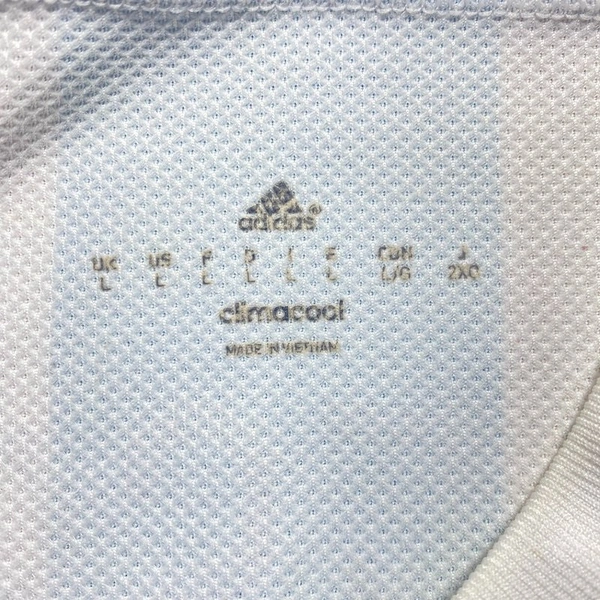 adidas®
UK US F D I E CDN J
L L L L L L L/G 2XO
climacool
MADE IN VIETNAM